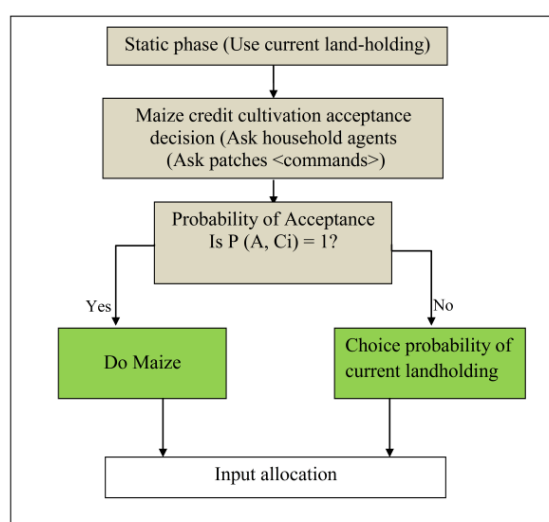 Static phase (Use current land-holding)
Maize credit cultivation acceptance
decision (Ask household agents
(Ask patches <commands>)
Probability of Acceptance
Is P (A, Ci) = 1?
Yes
No
Do Maize
Choice probability of
current landholding
Input allocation